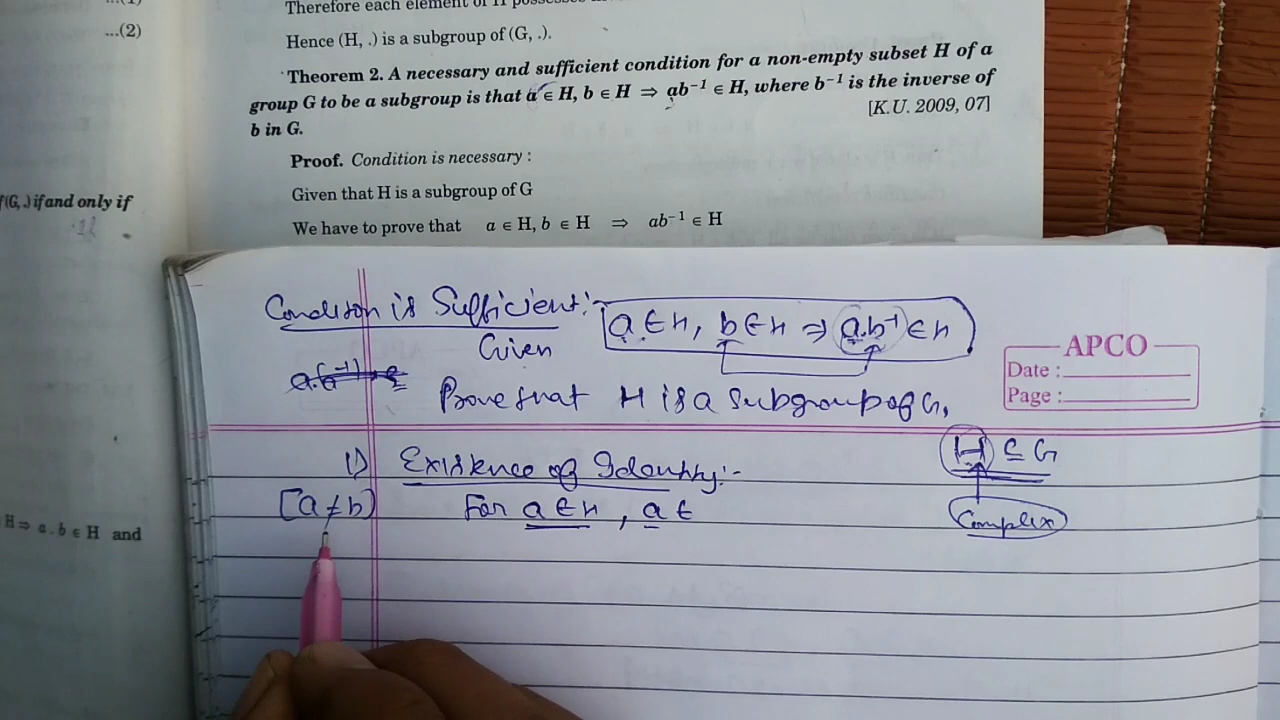 ...(1)
...(2)
f (G, .) if and only if
H ⇒ a . b ∈ H and
Therefore each element of H
Hence (H, .) is a subgroup of (G, .).
Theorem 2. A necessary and sufficient condition for a non-empty subset H of a
group G to be a subgroup is that a ∈ H, b ∈ H ⇒ ab⁻¹ ∈ H, where b⁻¹ is the inverse of
b in G.
[K.U. 2009, 07]
Proof. Condition is necessary :
Given that H is a subgroup of G
We have to prove that a ∈ H, b ∈ H ⇒ ab⁻¹ ∈ H
Condition is Sufficient:- a ∈ H, b ∈ H ⇒ a.b⁻¹ ∈ H
Given
Prove that H is a subgroup of G,
APCO
Date :
Page :
1) Existence of Identity:-
H ⊆ G
[a ≠ b] For a ∈ H, a ∈
Complex